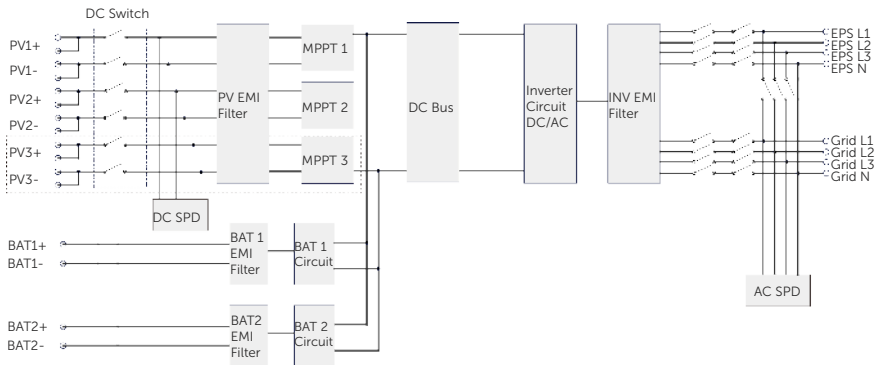 DC Switch
PV1+
PV1-
PV2+
PV2-
PV3+
PV3-
PV EMI
Filter
MPPT 1
MPPT 2
MPPT 3
DC SPD
DC Bus
Inverter
Circuit
DC/AC
INV EMI
Filter
EPS L1
EPS L2
EPS L3
EPS N
Grid L1
Grid L2
Grid L3
Grid N
AC SPD
BAT1+
BAT1-
BAT 1
EMI
Filter
BAT 1
Circuit
BAT2+
BAT2-
BAT2
EMI
Filter
BAT 2
Circuit